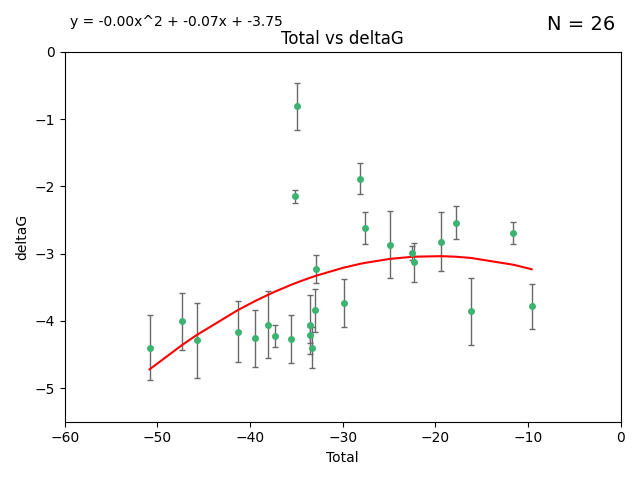 y = -0.00x^2 + -0.07x + -3.75
N = 26
Total vs deltaG
deltaG
0
−1
−2
−3
−4
−5
−60 −50 −40 −30 −20 −10 0
Total